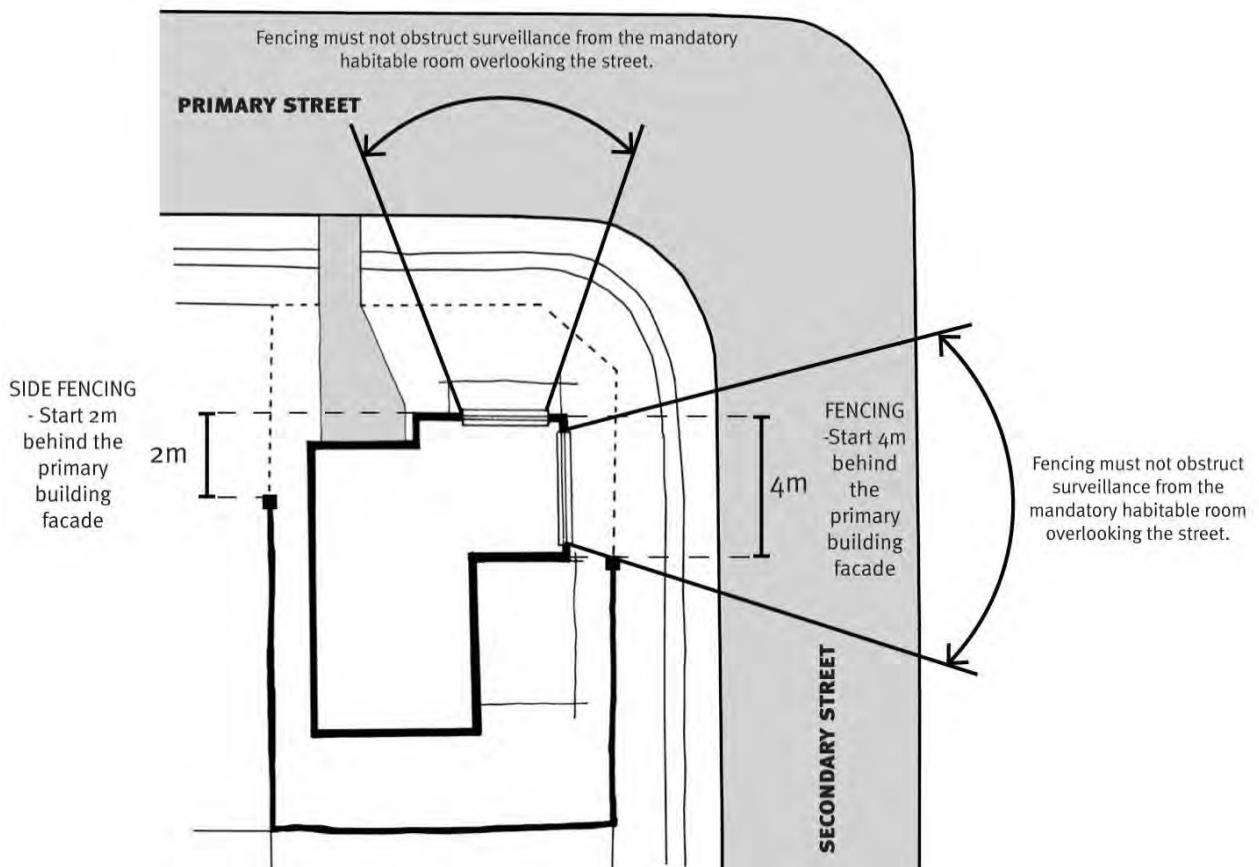 Fencing must not obstruct surveillance from the mandatory
habitable room overlooking the street.
PRIMARY STREET
SIDE FENCING
- Start 2m
behind the
primary
building
facade
2m
4m
FENCING
-Start 4m
behind
the
primary
building
facade
Fencing must not obstruct
surveillance from the
mandatory habitable room
overlooking the street.
SECONDARY STREET